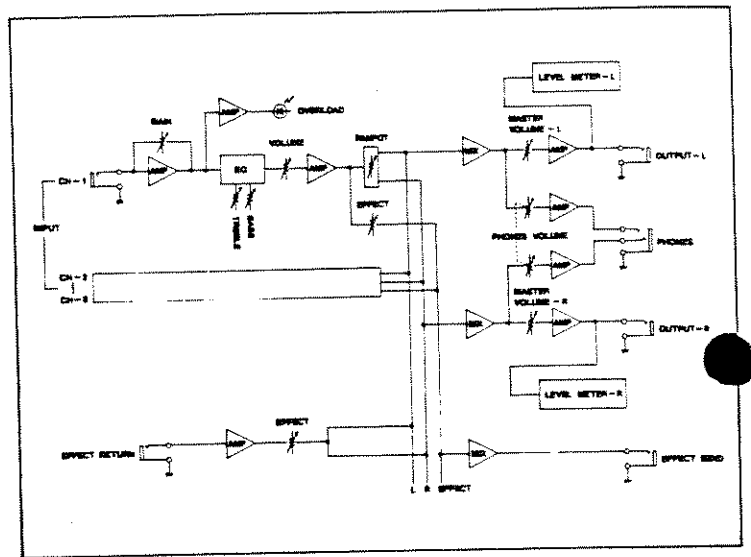 LEVEL METER-L
GAIN
AMP
OVERLOAD
VOLUME
PANPOT
MASTER
VOLUME-L
CH-1
AMP
EQ
AMP
MIX
AMP
OUTPUT-L
TREBLE
BASS
EFFECT
AMP
INPUT
PHONES VOLUME
PHONES
CH-2
AMP
MASTER
VOLUME-R
MIX
AMP
OUTPUT-R
LEVEL METER-R
EFFECT
EFFECT RETURN
AMP
MIX
EFFECT SEND
L R EFFECT